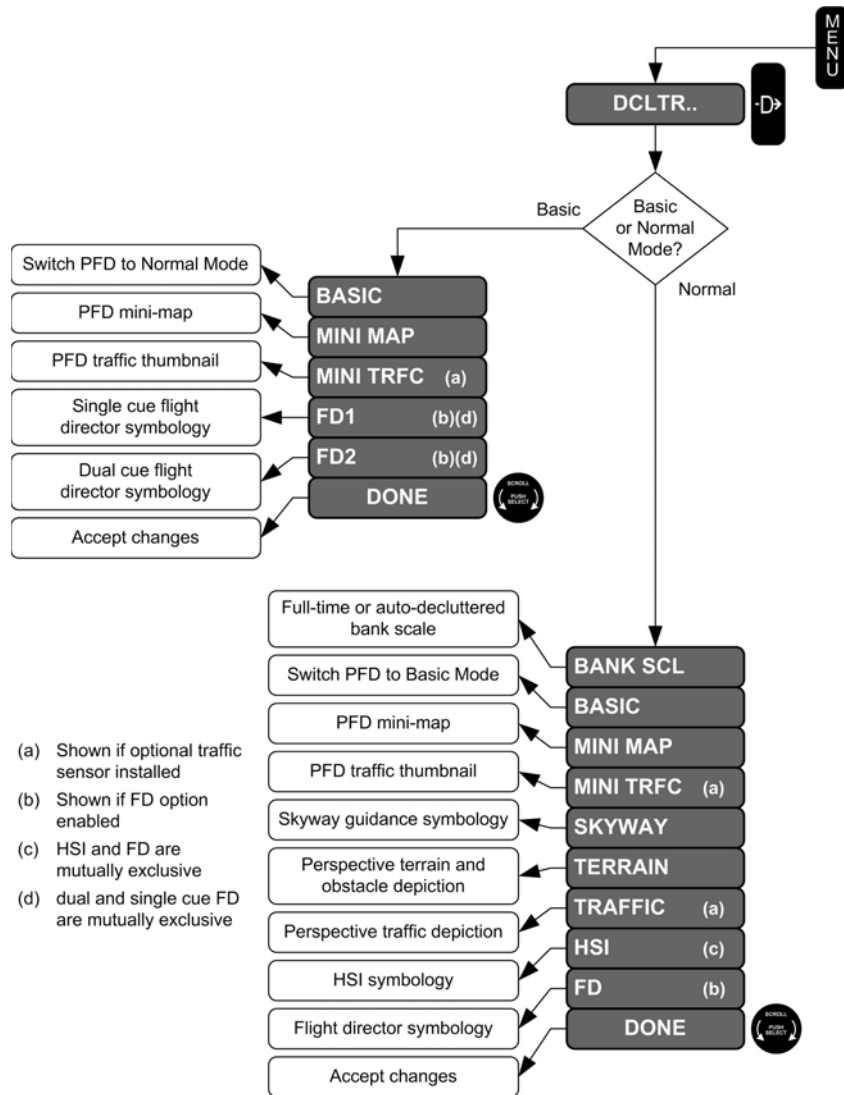 MENU
DCLTR..
D
Basic
or Normal
Mode?
Basic
Normal
Switch PFD to Normal Mode
BASIC
PFD mini-map
MINI MAP
PFD traffic thumbnail
MINI TRFC (a)
Single cue flight
director symbology
FD1 (b)(d)
Dual cue flight
director symbology
FD2 (b)(d)
Accept changes
DONE
SCROLL
PUSH
SELECT
Full-time or auto-decluttered
bank scale
BANK SCL
Switch PFD to Basic Mode
BASIC
PFD mini-map
MINI MAP
PFD traffic thumbnail
MINI TRFC (a)
Skyway guidance symbology
SKYWAY
Perspective terrain and
obstacle depiction
TERRAIN
Perspective traffic depiction
TRAFFIC (a)
HSI symbology
HSI (c)
Flight director symbology
FD (b)
Accept changes
DONE
SCROLL
PUSH
SELECT
(a) Shown if optional traffic
sensor installed
(b) Shown if FD option
enabled
(c) HSI and FD are
mutually exclusive
(d) dual and single cue FD
are mutually exclusive